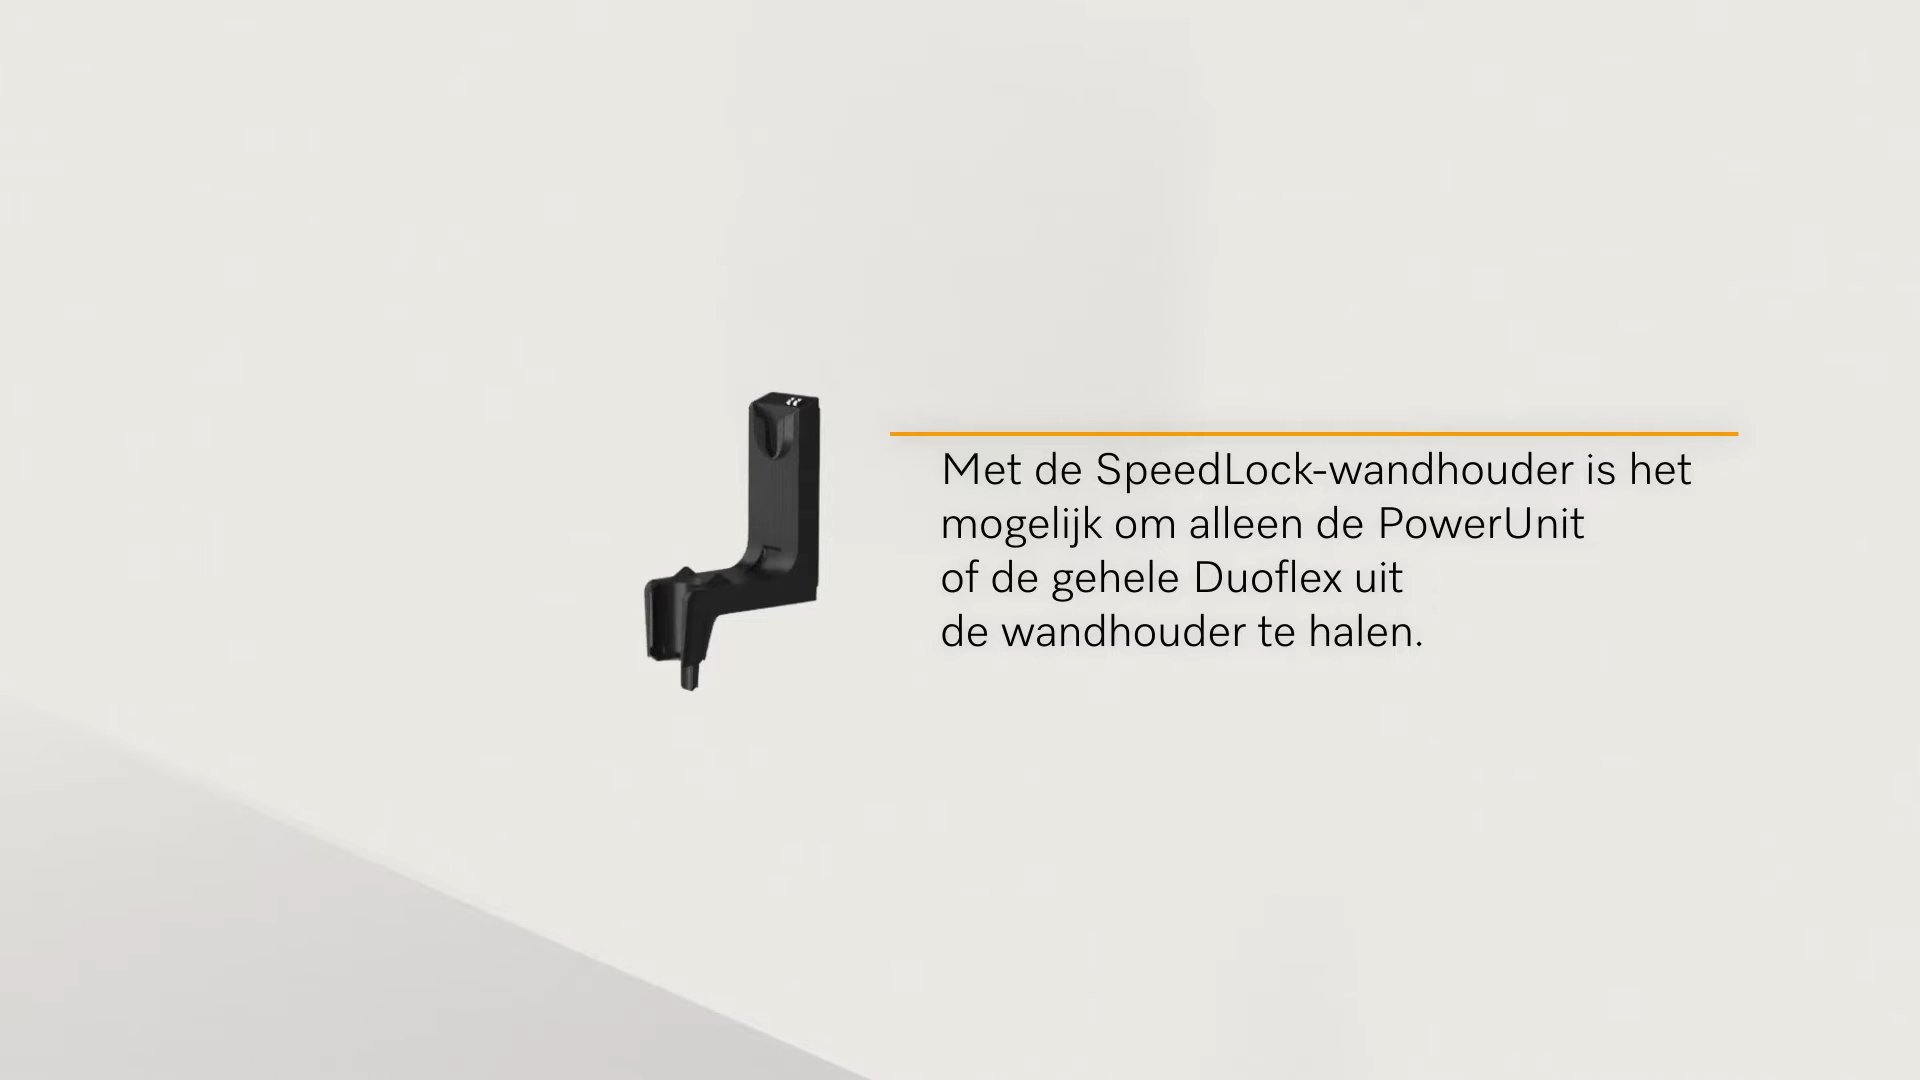 Met de SpeedLock-wandhouder is het
mogelijk om alleen de PowerUnit
of de gehele Duoflex uit
de wandhouder te halen.